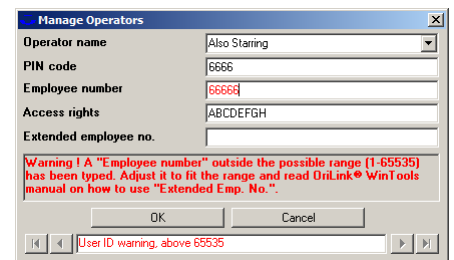 Manage Operators
Operator name Also Starring
PIN code 6666
Employee number 66666
Access rights ABCDEFGH
Extended employee no.
Warning ! A "Employee number" outside the possible range (1-65535)
has been typed. Adjust it to fit the range and read OriLink® WinTools
manual on how to use "Extended Emp. No.".
OK Cancel
User ID warning, above 65535